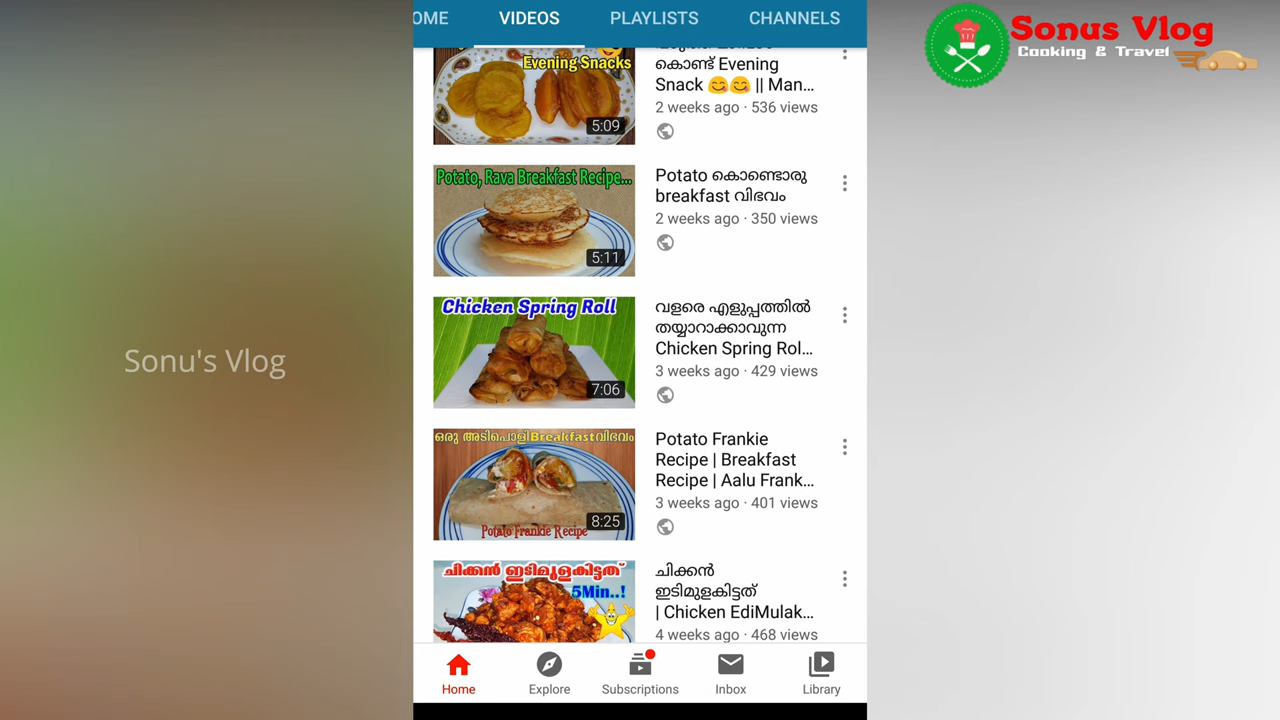 OME VIDEOS PLAYLISTS CHANNELS
Sonus Vlog
Cooking & Travel
Evening Snacks
5:09
കൊണ്ട് Evening
Snack 😋😋 || Man...
2 weeks ago · 536 views
Potato, Rava Breakfast Recipe...
5:11
Potato കൊണ്ടൊരു
breakfast വിഭവം
2 weeks ago · 350 views
Sonu's Vlog
Chicken Spring Roll
7:06
വളരെ എളുപ്പത്തിൽ
തയ്യാറാക്കാവുന്ന
Chicken Spring Rol...
3 weeks ago · 429 views
ഒരു അടിപൊളി Breakfast വിഭവം
Potato Frankie Recipe
8:25
Potato Frankie
Recipe | Breakfast
Recipe | Aalu Frank...
3 weeks ago · 401 views
ചിക്കൻ ഇടിമുളകിട്ടത്
5Min..!
ചിക്കൻ
ഇടിമുളകിട്ടത്
| Chicken EdiMulak...
4 weeks ago · 468 views
Home Explore Subscriptions Inbox Library